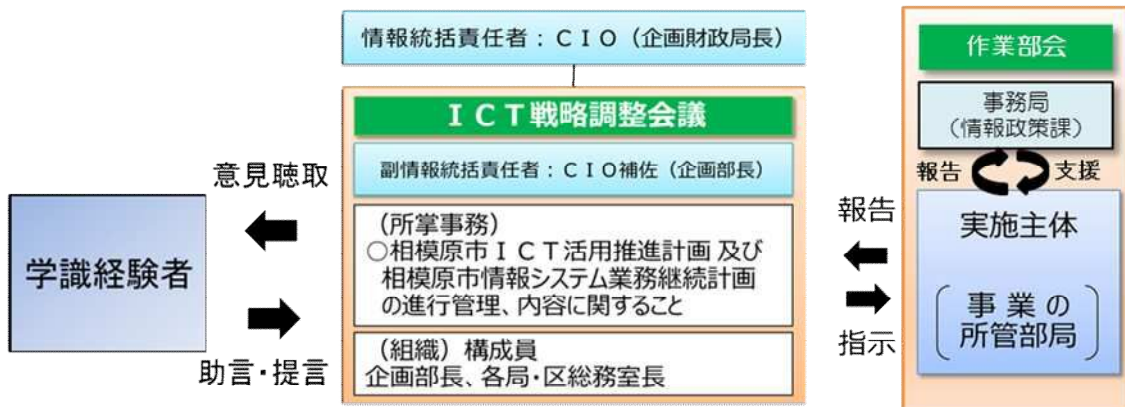 情報統括責任者：ＣＩＯ（企画財政局長）
ＩＣＴ戦略調整会議
副情報統括責任者：ＣＩＯ補佐（企画部長）
（所掌事務）
○相模原市ＩＣＴ活用推進計画 及び
相模原市情報システム業務継続計画
の進行管理、内容に関すること
（組織）構成員
企画部長、各局・区総務室長
意見聴取
学識経験者
助言・提言
報告
指示
作業部会
事務局
（情報政策課）
報告
支援
実施主体
事業の
所管部局